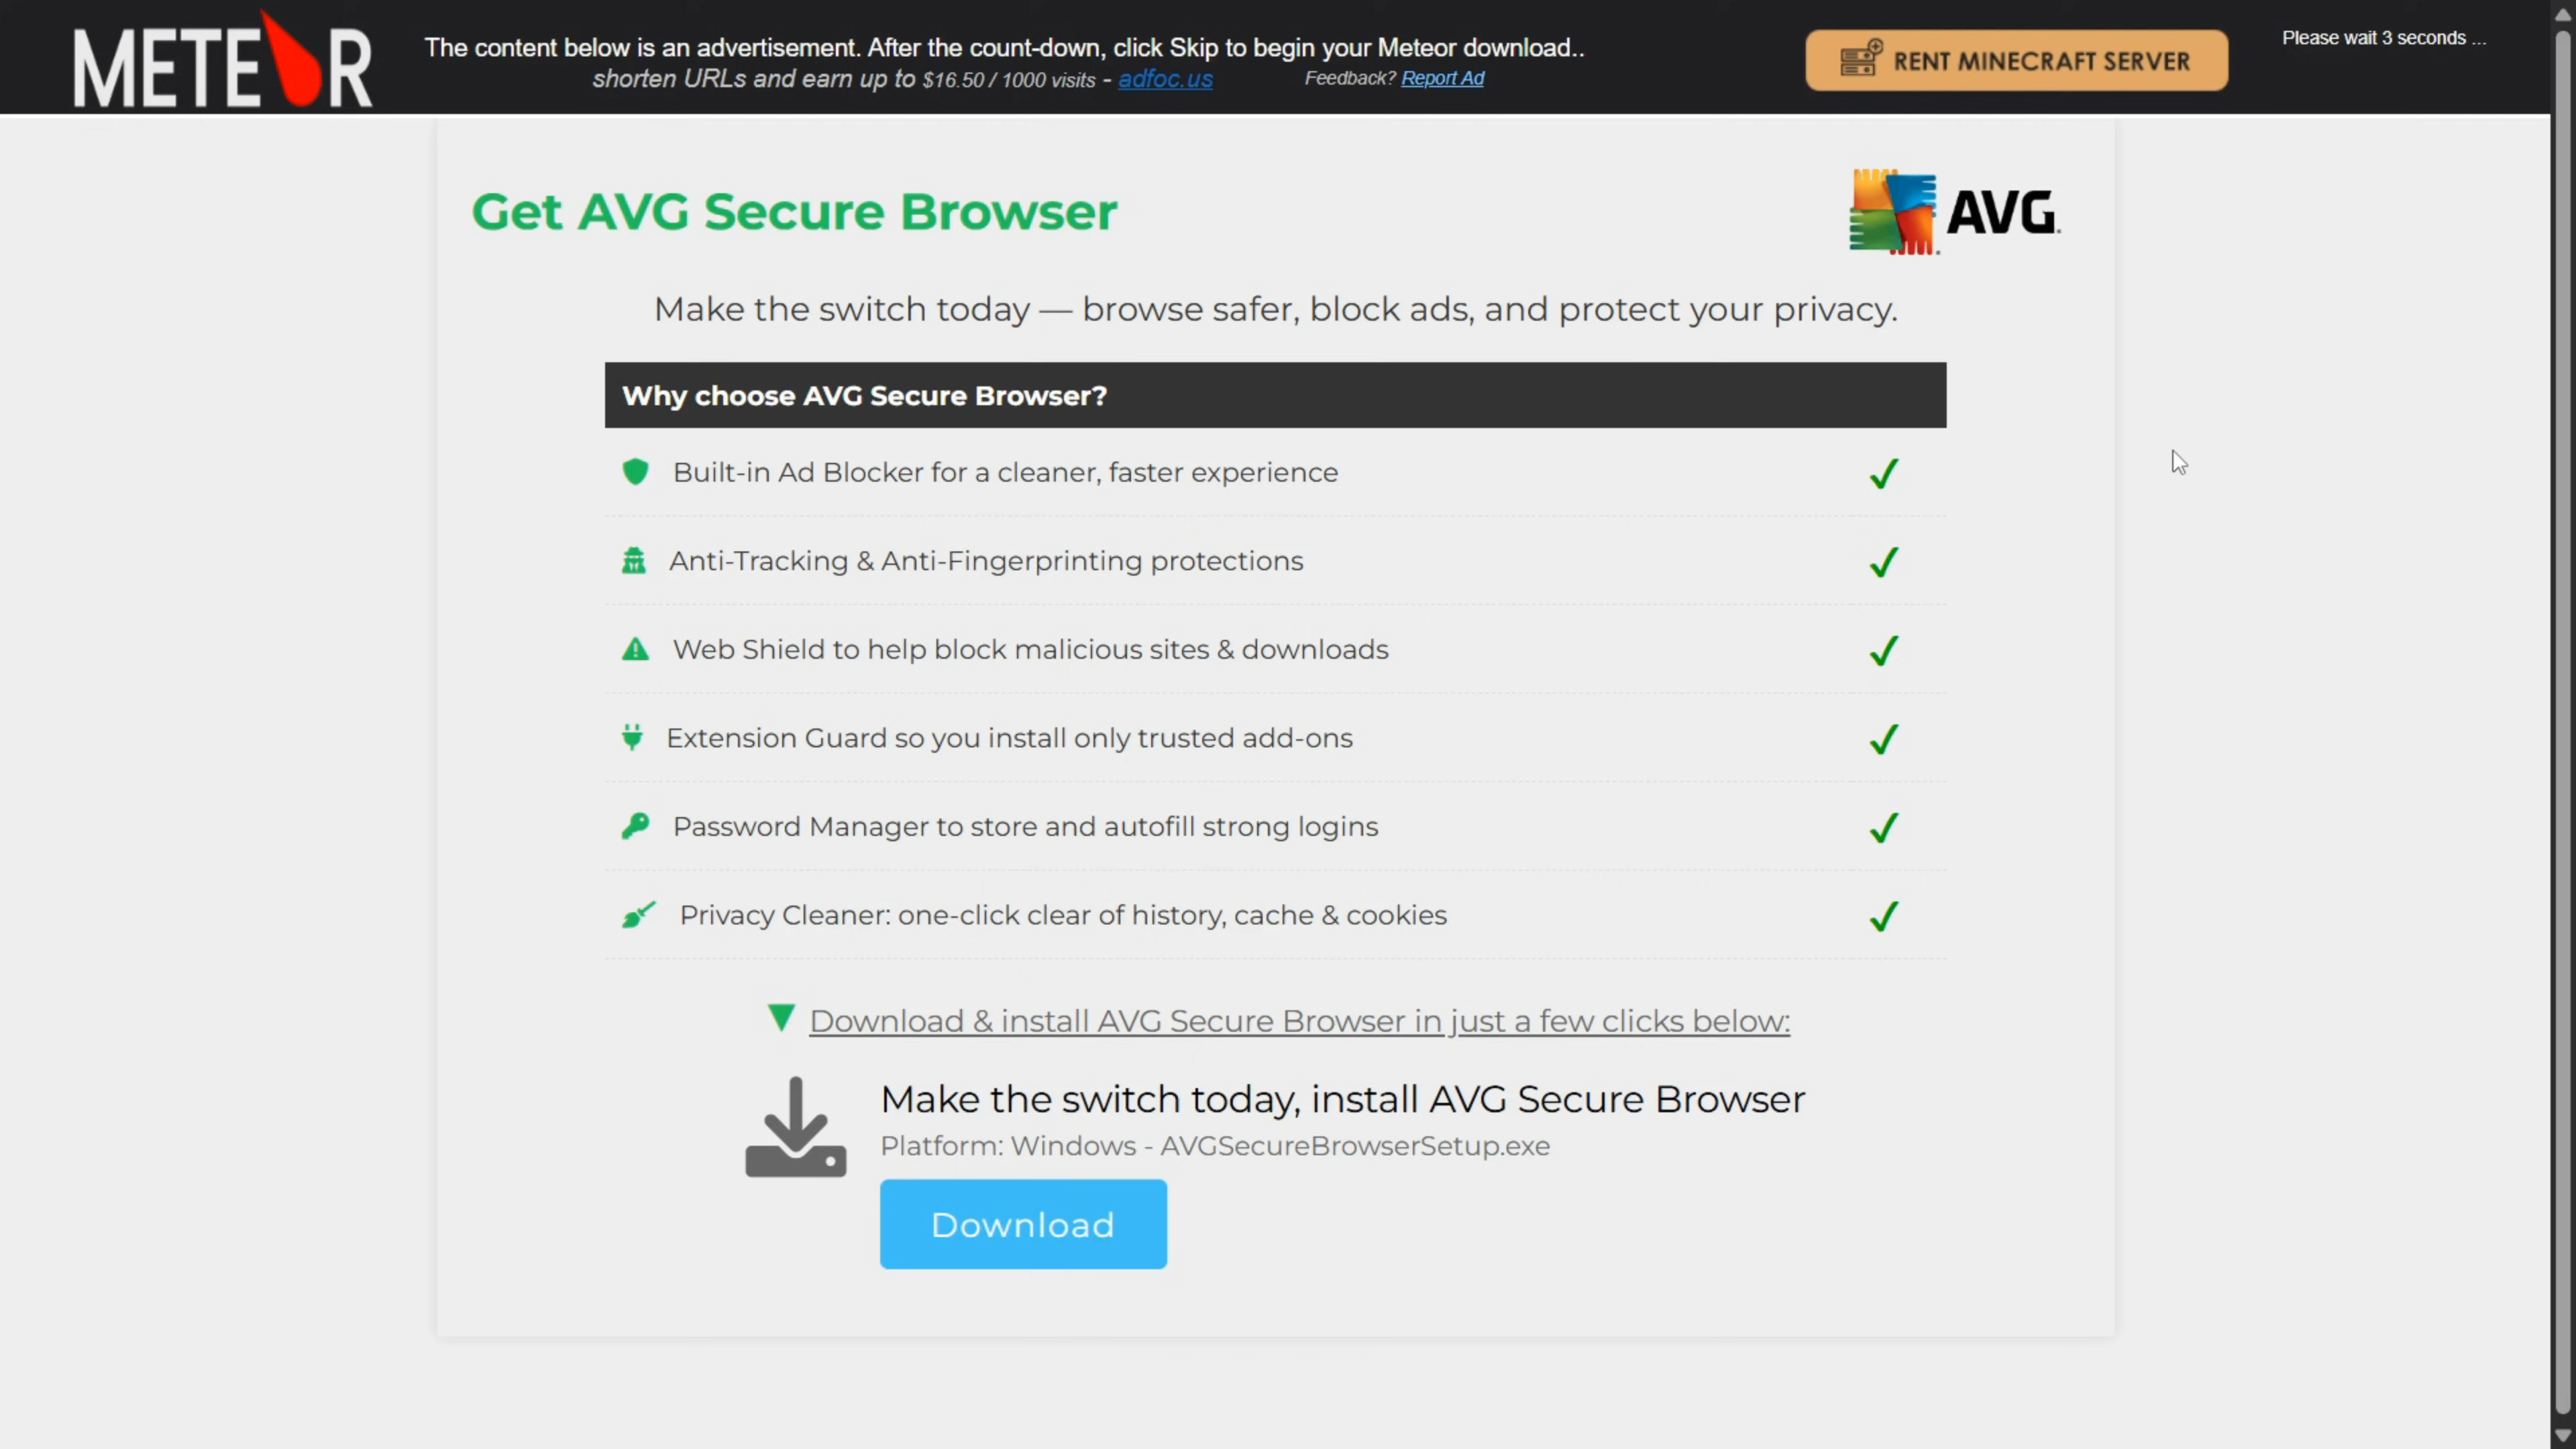 METEOR
The content below is an advertisement. After the count-down, click Skip to begin your Meteor download..
shorten URLs and earn up to $16.50 / 1000 visits - adfoc.us
Feedback? Report Ad
RENT MINECRAFT SERVER
Please wait 3 seconds ...
Get AVG Secure Browser
AVG.
Make the switch today — browse safer, block ads, and protect your privacy.
Why choose AVG Secure Browser?
Built-in Ad Blocker for a cleaner, faster experience
Anti-Tracking & Anti-Fingerprinting protections
Web Shield to help block malicious sites & downloads
Extension Guard so you install only trusted add-ons
Password Manager to store and autofill strong logins
Privacy Cleaner: one-click clear of history, cache & cookies
Download & install AVG Secure Browser in just a few clicks below:
Make the switch today, install AVG Secure Browser
Platform: Windows - AVGSecureBrowserSetup.exe
Download